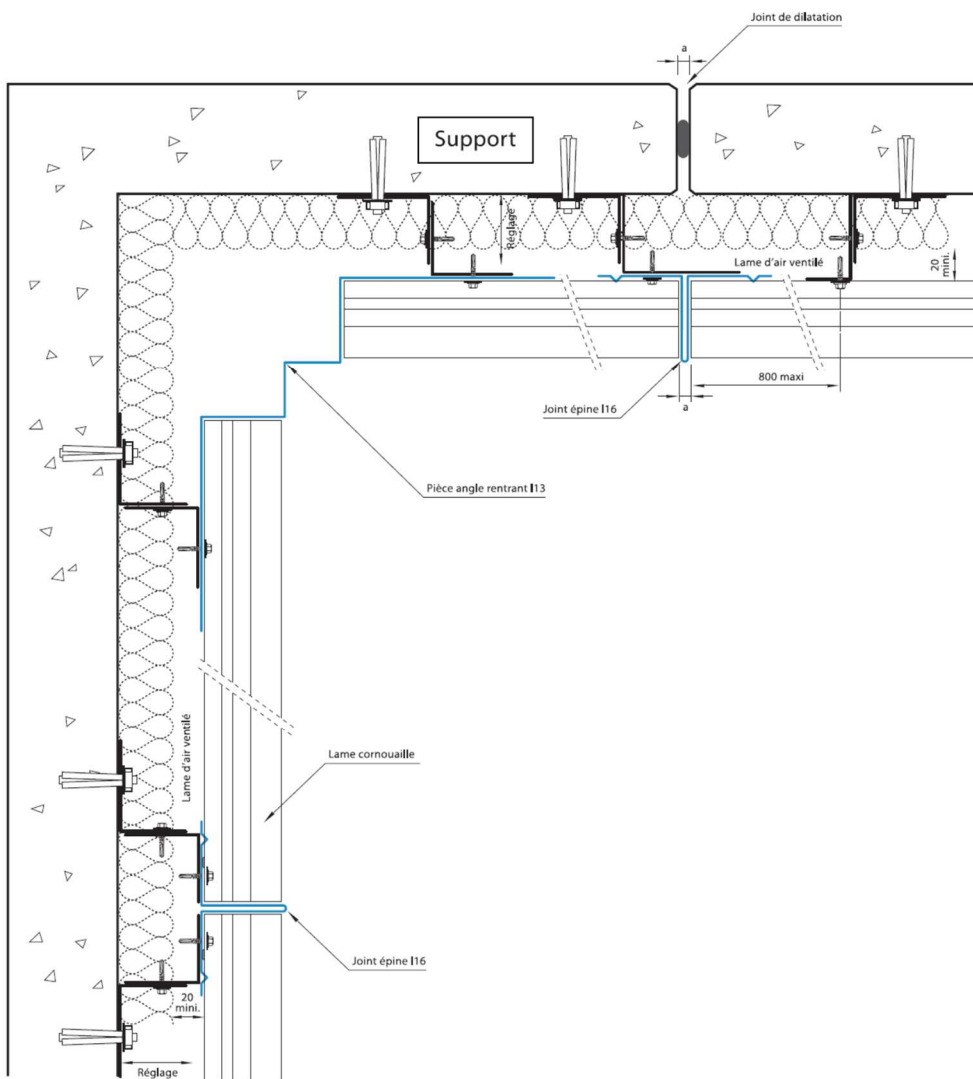 Joint de dilatation
a
Support
Réglage
Lame d'air ventilé
20
mini.
800 maxi
Joint épine I16
a
Pièce angle rentrant I13
Lame d'air ventilé
Lame cornouaille
Joint épine I16
20
mini.
Réglage